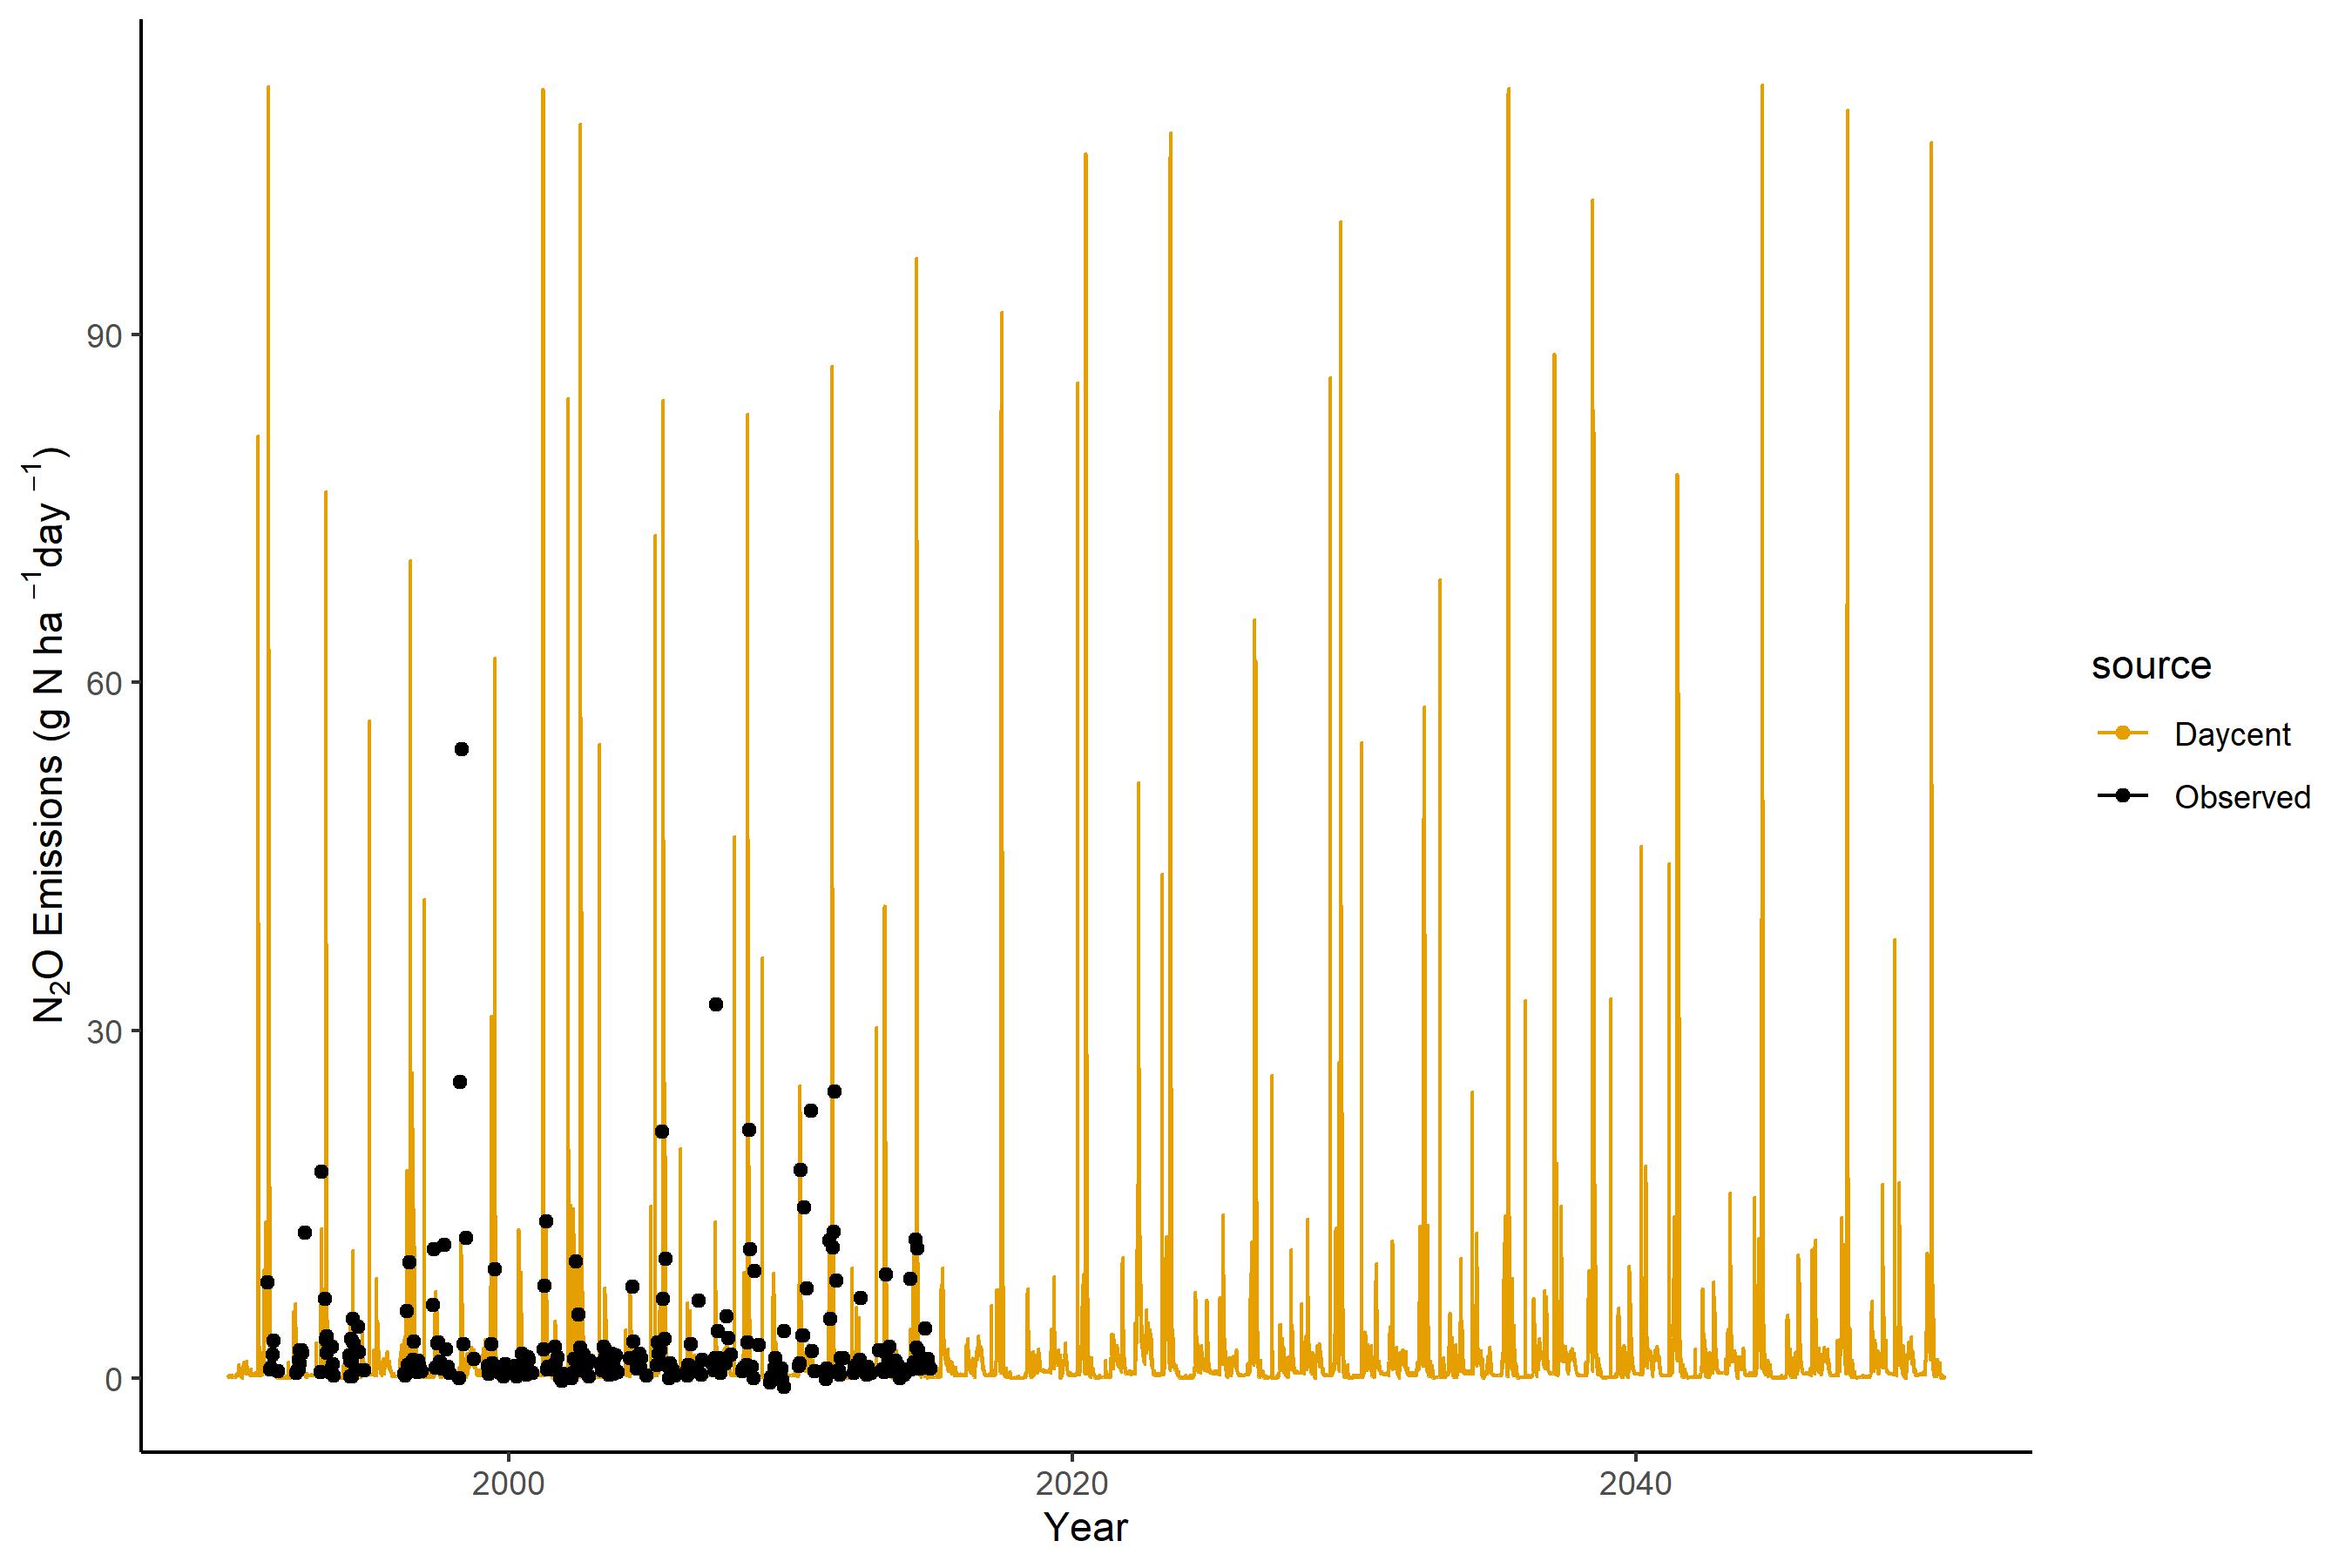 90
60
30
0
N₂O Emissions (g N ha ⁻¹day ⁻¹)
2000
2020
2040
Year
source
Daycent
Observed